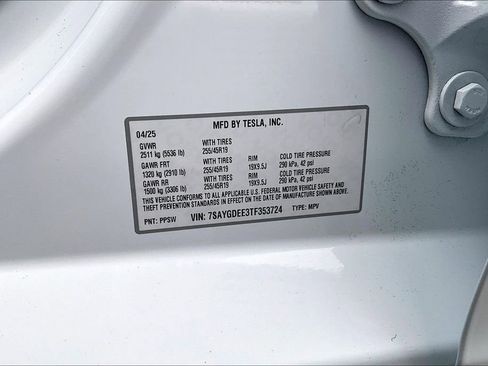 MFD BY TESLA, INC.
04/25
GVWR WITH TIRES
2511 kg (5536 lb) 255/45R19
GAWR FRT WITH TIRES RIM COLD TIRE PRESSURE
1320 kg (2910 lb) 255/45R19 19X9.5J 290 kPa, 42 psi
GAWR RR WITH TIRES RIM COLD TIRE PRESSURE
1500 kg (3306 lb) 255/45R19 19X9.5J 290 kPa, 42 psi
THIS VEHICLE CONFORMS TO ALL APPLICABLE U.S. FEDERAL MOTOR VEHICLE SAFETY AND
THEFT PREVENTION STANDARDS IN EFFECT ON THE DATE OF MANUFACTURE SHOWN ABOVE.
PNT: PPSW VIN: 7SAYGDEE3TF353724 TYPE: MPV